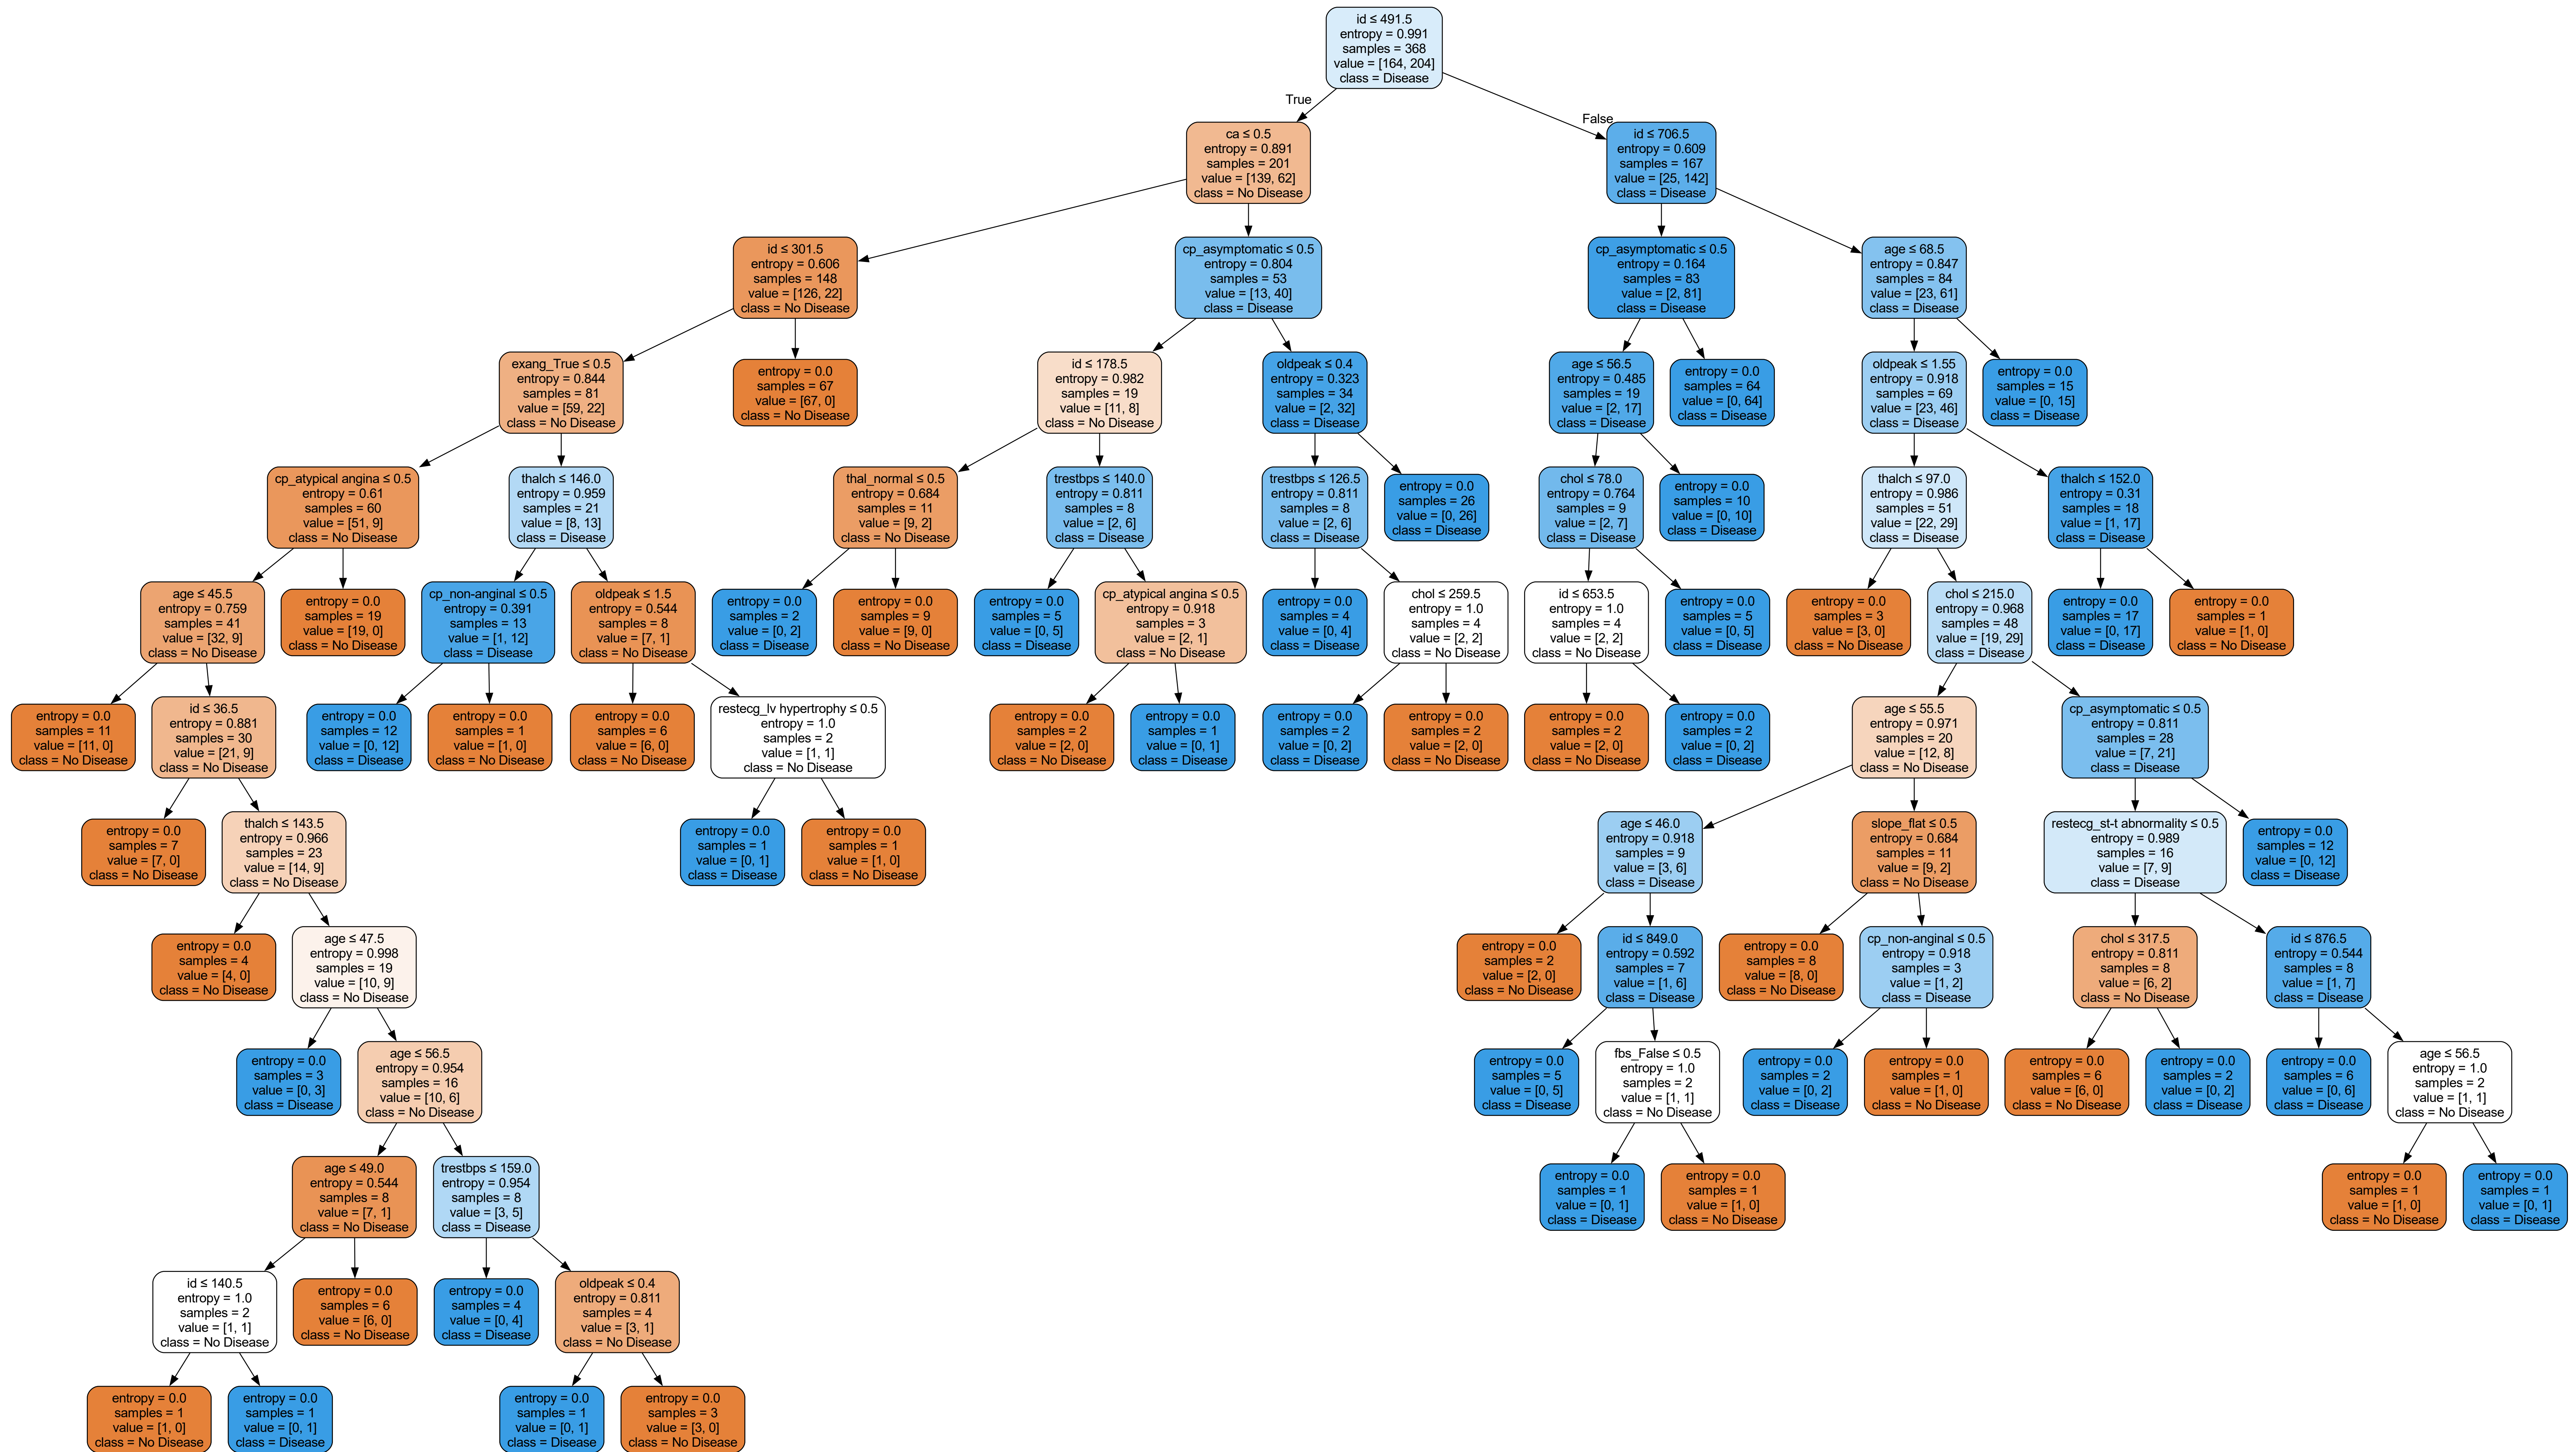 id ≤ 491.5
entropy = 0.991
samples = 368
value = [164, 204]
class = Disease
True
False
ca ≤ 0.5
entropy = 0.891
samples = 201
value = [139, 62]
class = No Disease
id ≤ 706.5
entropy = 0.609
samples = 167
value = [25, 142]
class = Disease
id ≤ 301.5
entropy = 0.606
samples = 148
value = [126, 22]
class = No Disease
cp_asymptomatic ≤ 0.5
entropy = 0.804
samples = 53
value = [13, 40]
class = Disease
cp_asymptomatic ≤ 0.5
entropy = 0.164
samples = 83
value = [2, 81]
class = Disease
age ≤ 68.5
entropy = 0.847
samples = 84
value = [23, 61]
class = Disease
exang_True ≤ 0.5
entropy = 0.844
samples = 81
value = [59, 22]
class = No Disease
entropy = 0.0
samples = 67
value = [67, 0]
class = No Disease
id ≤ 178.5
entropy = 0.982
samples = 19
value = [11, 8]
class = No Disease
oldpeak ≤ 0.4
entropy = 0.323
samples = 34
value = [2, 32]
class = Disease
age ≤ 56.5
entropy = 0.485
samples = 19
value = [2, 17]
class = Disease
entropy = 0.0
samples = 64
value = [0, 64]
class = Disease
oldpeak ≤ 1.55
entropy = 0.918
samples = 69
value = [23, 46]
class = Disease
entropy = 0.0
samples = 15
value = [0, 15]
class = Disease
cp_atypical angina ≤ 0.5
entropy = 0.61
samples = 60
value = [51, 9]
class = No Disease
thalch ≤ 146.0
entropy = 0.959
samples = 21
value = [8, 13]
class = Disease
thal_normal ≤ 0.5
entropy = 0.684
samples = 11
value = [9, 2]
class = No Disease
trestbps ≤ 140.0
entropy = 0.811
samples = 8
value = [2, 6]
class = Disease
trestbps ≤ 126.5
entropy = 0.811
samples = 8
value = [2, 6]
class = Disease
entropy = 0.0
samples = 26
value = [0, 26]
class = Disease
chol ≤ 78.0
entropy = 0.764
samples = 9
value = [2, 7]
class = Disease
entropy = 0.0
samples = 10
value = [0, 10]
class = Disease
thalch ≤ 97.0
entropy = 0.986
samples = 51
value = [22, 29]
class = Disease
thalch ≤ 152.0
entropy = 0.31
samples = 18
value = [1, 17]
class = Disease
age ≤ 45.5
entropy = 0.759
samples = 41
value = [32, 9]
class = No Disease
entropy = 0.0
samples = 19
value = [19, 0]
class = No Disease
cp_non-anginal ≤ 0.5
entropy = 0.391
samples = 13
value = [1, 12]
class = Disease
oldpeak ≤ 1.5
entropy = 0.544
samples = 8
value = [7, 1]
class = No Disease
entropy = 0.0
samples = 2
value = [0, 2]
class = Disease
entropy = 0.0
samples = 9
value = [9, 0]
class = No Disease
entropy = 0.0
samples = 5
value = [0, 5]
class = Disease
cp_atypical angina ≤ 0.5
entropy = 0.918
samples = 3
value = [2, 1]
class = No Disease
entropy = 0.0
samples = 4
value = [0, 4]
class = Disease
chol ≤ 259.5
entropy = 1.0
samples = 4
value = [2, 2]
class = No Disease
id ≤ 653.5
entropy = 1.0
samples = 4
value = [2, 2]
class = No Disease
entropy = 0.0
samples = 5
value = [0, 5]
class = Disease
entropy = 0.0
samples = 3
value = [3, 0]
class = No Disease
chol ≤ 215.0
entropy = 0.968
samples = 48
value = [19, 29]
class = Disease
entropy = 0.0
samples = 17
value = [0, 17]
class = Disease
entropy = 0.0
samples = 1
value = [1, 0]
class = No Disease
entropy = 0.0
samples = 11
value = [11, 0]
class = No Disease
id ≤ 36.5
entropy = 0.881
samples = 30
value = [21, 9]
class = No Disease
entropy = 0.0
samples = 12
value = [0, 12]
class = Disease
entropy = 0.0
samples = 1
value = [1, 0]
class = No Disease
entropy = 0.0
samples = 6
value = [6, 0]
class = No Disease
restecg_lv hypertrophy ≤ 0.5
entropy = 1.0
samples = 2
value = [1, 1]
class = No Disease
entropy = 0.0
samples = 2
value = [2, 0]
class = No Disease
entropy = 0.0
samples = 1
value = [0, 1]
class = Disease
entropy = 0.0
samples = 2
value = [0, 2]
class = Disease
entropy = 0.0
samples = 2
value = [2, 0]
class = No Disease
entropy = 0.0
samples = 2
value = [2, 0]
class = No Disease
entropy = 0.0
samples = 2
value = [0, 2]
class = Disease
age ≤ 55.5
entropy = 0.971
samples = 20
value = [12, 8]
class = No Disease
cp_asymptomatic ≤ 0.5
entropy = 0.811
samples = 28
value = [7, 21]
class = Disease
entropy = 0.0
samples = 7
value = [7, 0]
class = No Disease
thalch ≤ 143.5
entropy = 0.966
samples = 23
value = [14, 9]
class = No Disease
entropy = 0.0
samples = 1
value = [0, 1]
class = Disease
entropy = 0.0
samples = 1
value = [1, 0]
class = No Disease
age ≤ 46.0
entropy = 0.918
samples = 9
value = [3, 6]
class = Disease
slope_flat ≤ 0.5
entropy = 0.684
samples = 11
value = [9, 2]
class = No Disease
restecg_st-t abnormality ≤ 0.5
entropy = 0.989
samples = 16
value = [7, 9]
class = Disease
entropy = 0.0
samples = 12
value = [0, 12]
class = Disease
entropy = 0.0
samples = 4
value = [4, 0]
class = No Disease
age ≤ 47.5
entropy = 0.998
samples = 19
value = [10, 9]
class = No Disease
entropy = 0.0
samples = 2
value = [2, 0]
class = No Disease
id ≤ 849.0
entropy = 0.592
samples = 7
value = [1, 6]
class = Disease
entropy = 0.0
samples = 8
value = [8, 0]
class = No Disease
cp_non-anginal ≤ 0.5
entropy = 0.918
samples = 3
value = [1, 2]
class = Disease
chol ≤ 317.5
entropy = 0.811
samples = 8
value = [6, 2]
class = No Disease
id ≤ 876.5
entropy = 0.544
samples = 8
value = [1, 7]
class = Disease
entropy = 0.0
samples = 3
value = [0, 3]
class = Disease
age ≤ 56.5
entropy = 0.954
samples = 16
value = [10, 6]
class = No Disease
entropy = 0.0
samples = 5
value = [0, 5]
class = Disease
fbs_False ≤ 0.5
entropy = 1.0
samples = 2
value = [1, 1]
class = No Disease
entropy = 0.0
samples = 2
value = [0, 2]
class = Disease
entropy = 0.0
samples = 1
value = [1, 0]
class = No Disease
entropy = 0.0
samples = 6
value = [6, 0]
class = No Disease
entropy = 0.0
samples = 2
value = [0, 2]
class = Disease
entropy = 0.0
samples = 6
value = [0, 6]
class = Disease
age ≤ 56.5
entropy = 1.0
samples = 2
value = [1, 1]
class = No Disease
age ≤ 49.0
entropy = 0.544
samples = 8
value = [7, 1]
class = No Disease
trestbps ≤ 159.0
entropy = 0.954
samples = 8
value = [3, 5]
class = Disease
entropy = 0.0
samples = 1
value = [0, 1]
class = Disease
entropy = 0.0
samples = 1
value = [1, 0]
class = No Disease
entropy = 0.0
samples = 1
value = [1, 0]
class = No Disease
entropy = 0.0
samples = 1
value = [0, 1]
class = Disease
id ≤ 140.5
entropy = 1.0
samples = 2
value = [1, 1]
class = No Disease
entropy = 0.0
samples = 6
value = [6, 0]
class = No Disease
entropy = 0.0
samples = 4
value = [0, 4]
class = Disease
oldpeak ≤ 0.4
entropy = 0.811
samples = 4
value = [3, 1]
class = No Disease
entropy = 0.0
samples = 1
value = [1, 0]
class = No Disease
entropy = 0.0
samples = 1
value = [0, 1]
class = Disease
entropy = 0.0
samples = 1
value = [0, 1]
class = Disease
entropy = 0.0
samples = 3
value = [3, 0]
class = No Disease